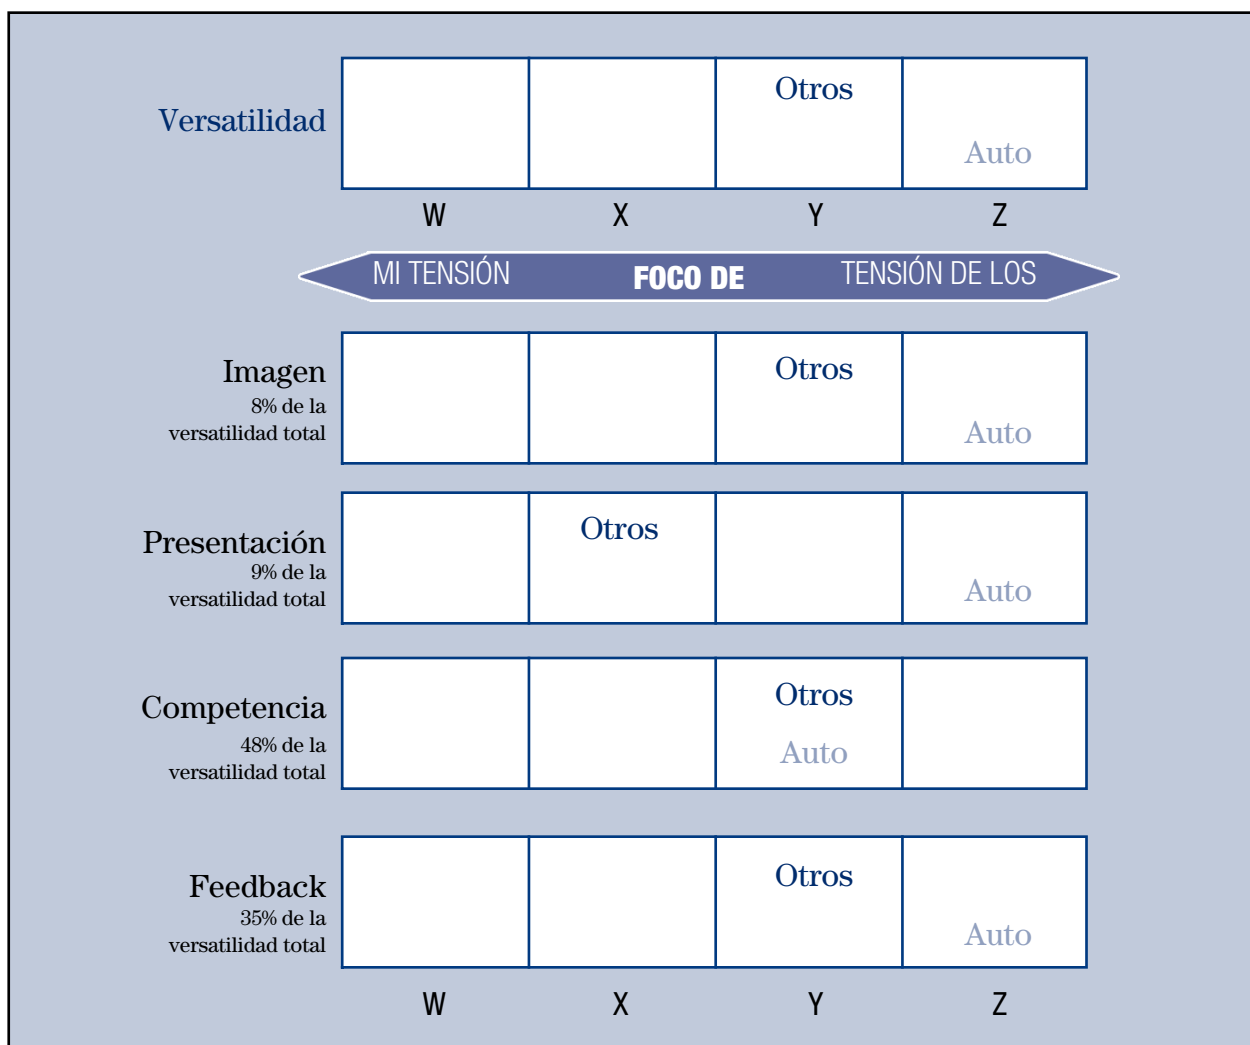 Versatilidad
Otros
Auto
W X Y Z
MI TENSIÓN FOCO DE TENSIÓN DE LOS
Imagen
8% de la
versatilidad total
Otros
Auto
Presentación
9% de la
versatilidad total
Otros
Auto
Competencia
48% de la
versatilidad total
Otros
Auto
Feedback
35% de la
versatilidad total
Otros
Auto
W X Y Z